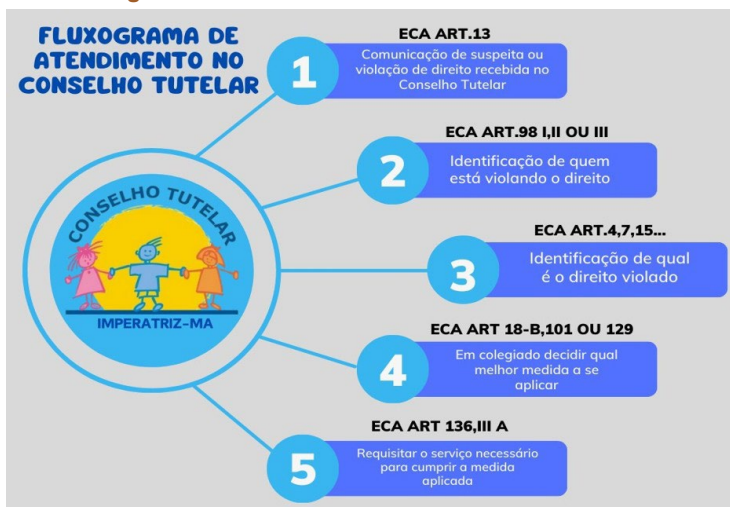 FLUXOGRAMA DE
ATENDIMENTO NO
CONSELHO TUTELAR
ECA ART.13
1
Comunicação de suspeita ou
violação de direito recebida no
Conselho Tutelar
ECA ART.98 I,II OU III
2
Identificação de quem
está violando o direito
ECA ART.4,7,15...
3
Identificação de qual
é o direito violado
ECA ART 18-B,101 OU 129
4
Em colegiado decidir qual
melhor medida a se
aplicar
ECA ART 136,III A
5
Requisitar o serviço necessário
para cumprir a medida
aplicada
CONSELHO TUTELAR
IMPERATRIZ-MA